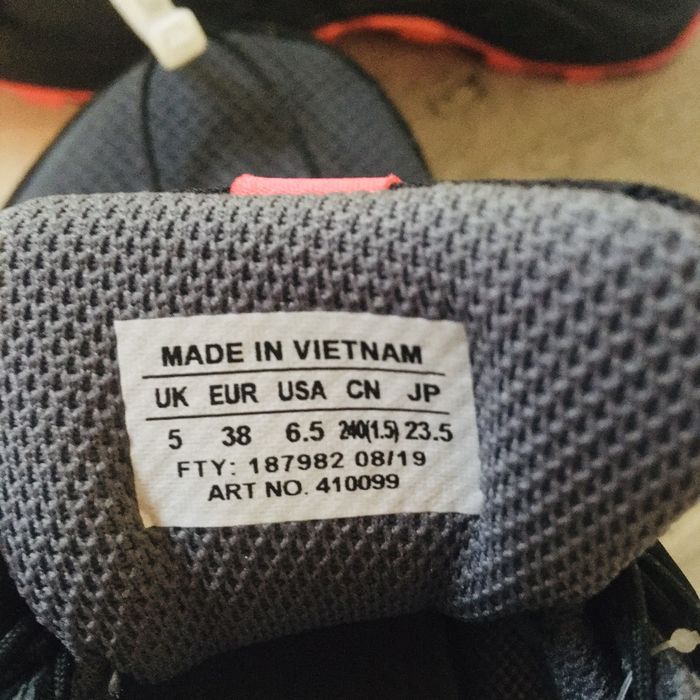 MADE IN VIETNAM
UK EUR USA CN JP
5 38 6.5 240(1.5) 23.5
FTY: 187982 08/19
ART NO. 410099